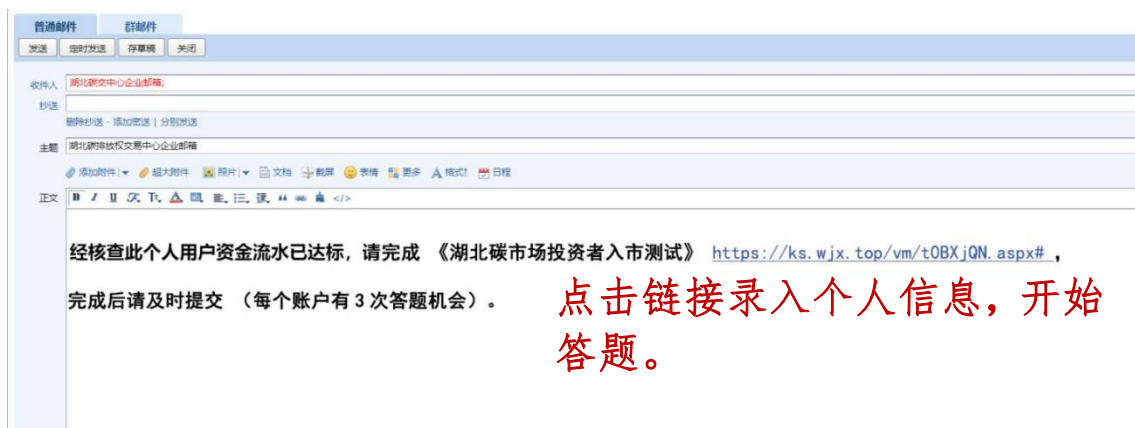 普通邮件 群邮件
发送 定时发送 存草稿 关闭
收件人 湖北碳交中心企业邮箱;
抄送
删除抄送 - 添加密送 | 分别发送
主题 湖北碳排放权交易中心企业邮箱
添加附件 | 超大附件 照片 | 文档 截屏 表情 更多 A 格式↑ 日程
正文 B I U
经核查此个人用户资金流水已达标，请完成 《湖北碳市场投资者入市测试》 https://ks.wjx.top/vm/tOBXjQN.aspx# ，
完成后请及时提交 （每个账户有 3 次答题机会）。
点击链接录入个人信息，开始
答题。